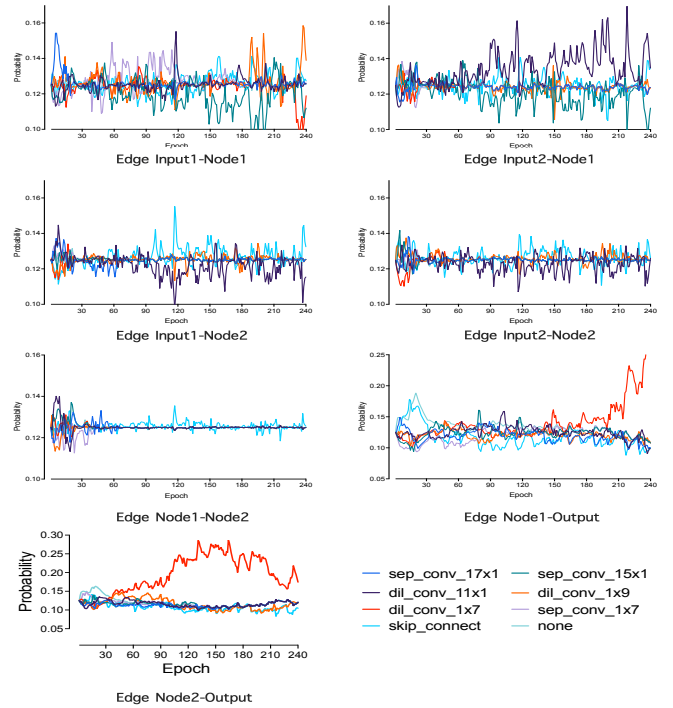 0.16
0.14
0.12
0.10
Probability
30 60 90 120 150 180 210 240
Epoch
Edge Input1-Node1
0.16
0.14
0.12
0.10
Probability
30 60 90 120 150 180 210 240
Epoch
Edge Input2-Node1
0.16
0.14
0.12
0.10
Probability
30 60 90 120 150 180 210 240
Epoch
Edge Input1-Node2
0.16
0.14
0.12
0.10
Probability
30 60 90 120 150 180 210 240
Epoch
Edge Input2-Node2
0.16
0.14
0.12
0.10
Probability
30 60 90 120 150 180 210 240
Epoch
Edge Node1-Node2
0.25
0.20
0.15
0.10
0.05
Probability
30 60 90 120 150 180 210 240
Epoch
Edge Node1-Output
0.30
0.25
0.20
0.15
0.10
0.05
Probability
30 60 90 120 150 180 210 240
Epoch
Edge Node2-Output
sep_conv_17x1 sep_conv_15x1
dil_conv_11x1 dil_conv_1x9
dil_conv_1x7 sep_conv_1x7
skip_connect none